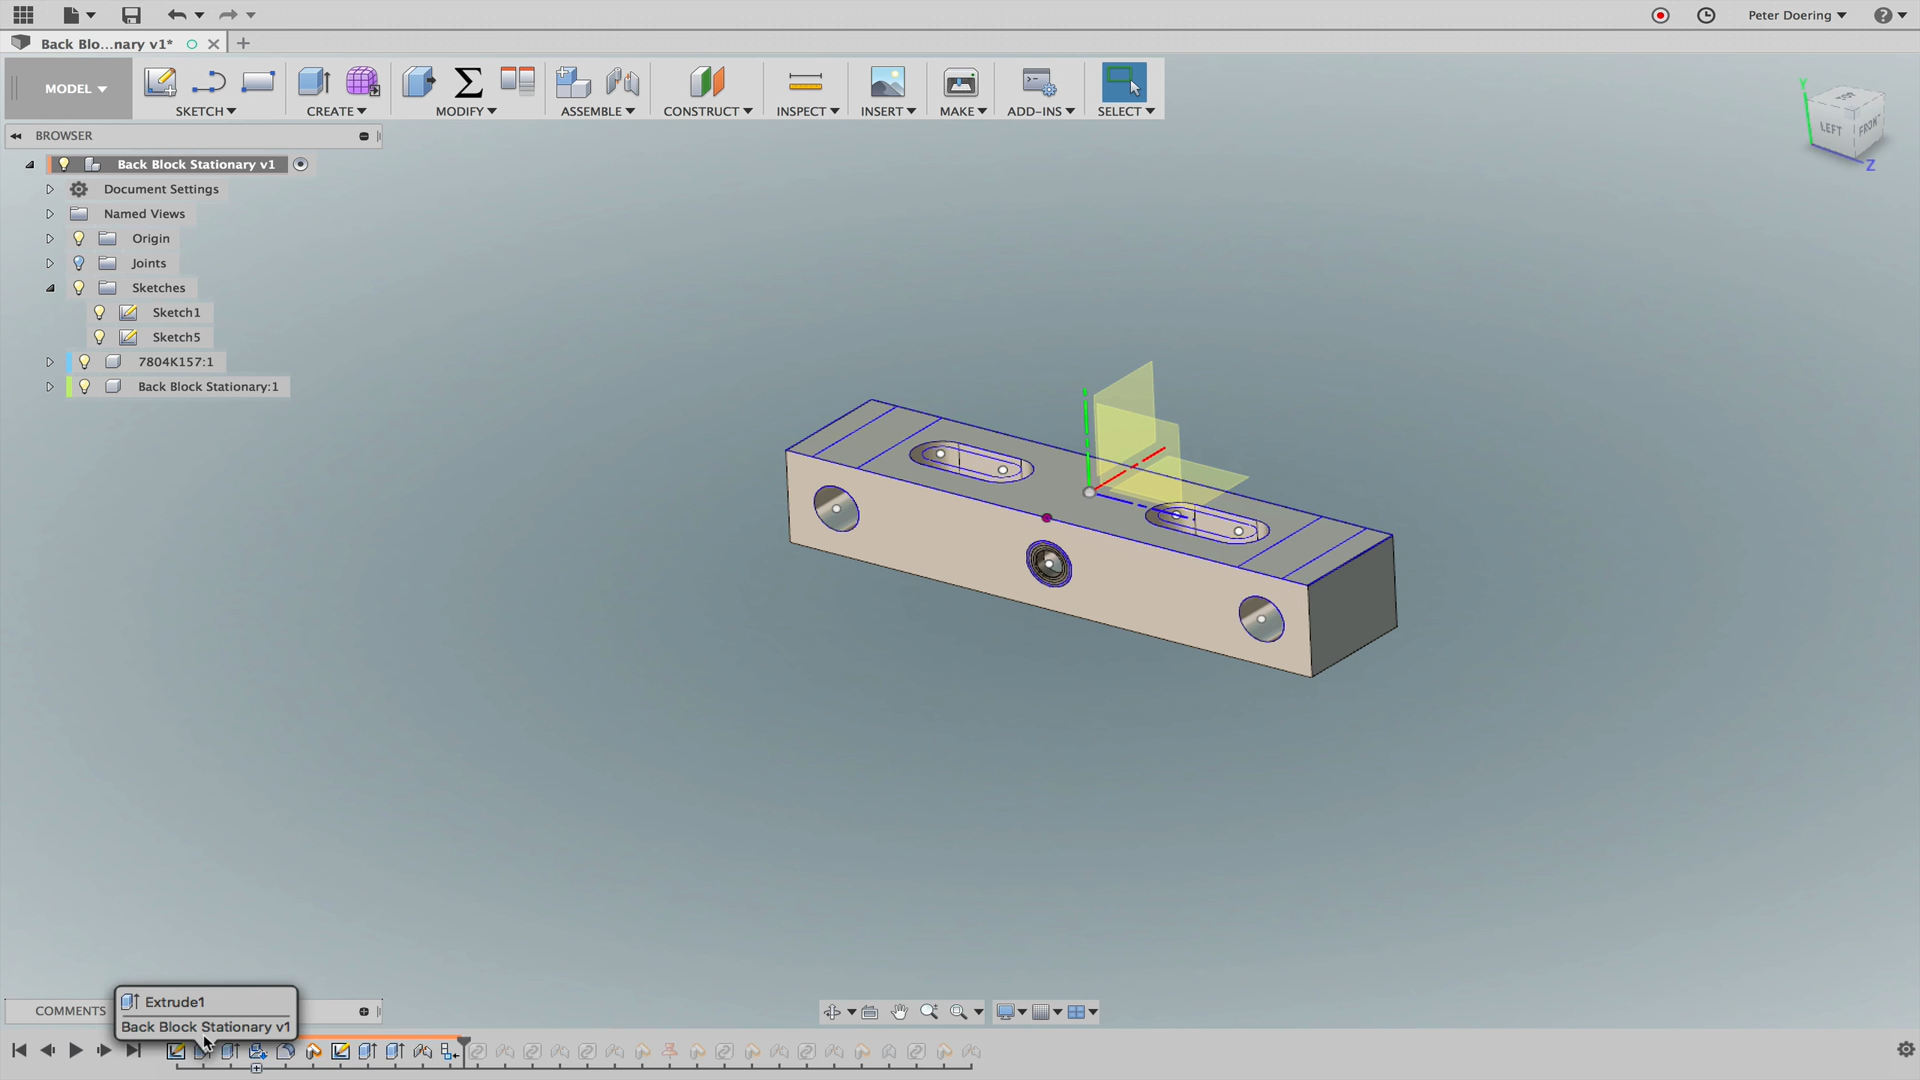 Peter Doering
Back Blo...nary v1*
MODEL
SKETCH
CREATE
MODIFY
ASSEMBLE
CONSTRUCT
INSPECT
INSERT
MAKE
ADD-INS
SELECT
BROWSER
Back Block Stationary v1
Document Settings
Named Views
Origin
Joints
Sketches
Sketch1
Sketch5
7804K157:1
Back Block Stationary:1
Y
TOP
LEFT
FRONT
Z
Extrude1
COMMENTS
Back Block Stationary v1